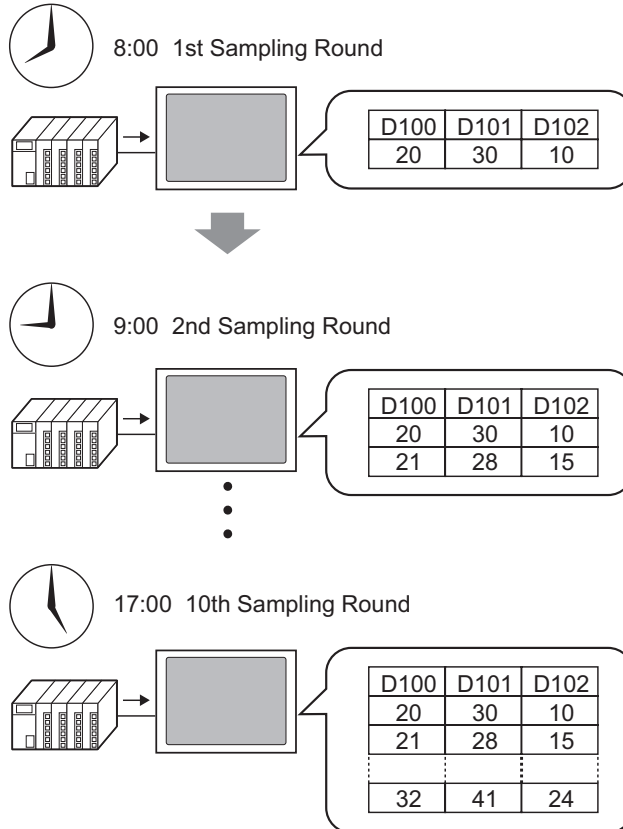 8:00 1st Sampling Round
D100 D101 D102
20 30 10
9:00 2nd Sampling Round
D100 D101 D102
20 30 10
21 28 15
17:00 10th Sampling Round
D100 D101 D102
20 30 10
21 28 15
32 41 24